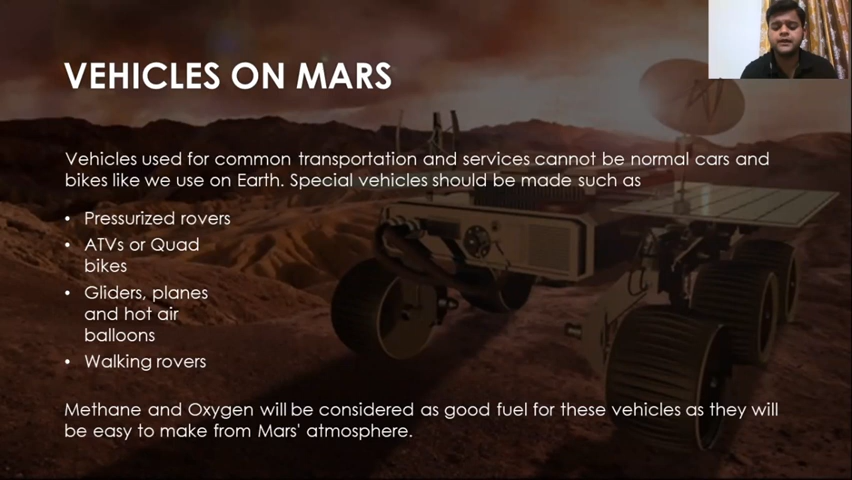 VEHICLES ON MARS
Vehicles used for common transportation and services cannot be normal cars and
bikes like we use on Earth. Special vehicles should be made such as
• Pressurized rovers
• ATVs or Quad
bikes
• Gliders, planes
and hot air
balloons
• Walking rovers
Methane and Oxygen will be considered as good fuel for these vehicles as they will
be easy to make from Mars' atmosphere.